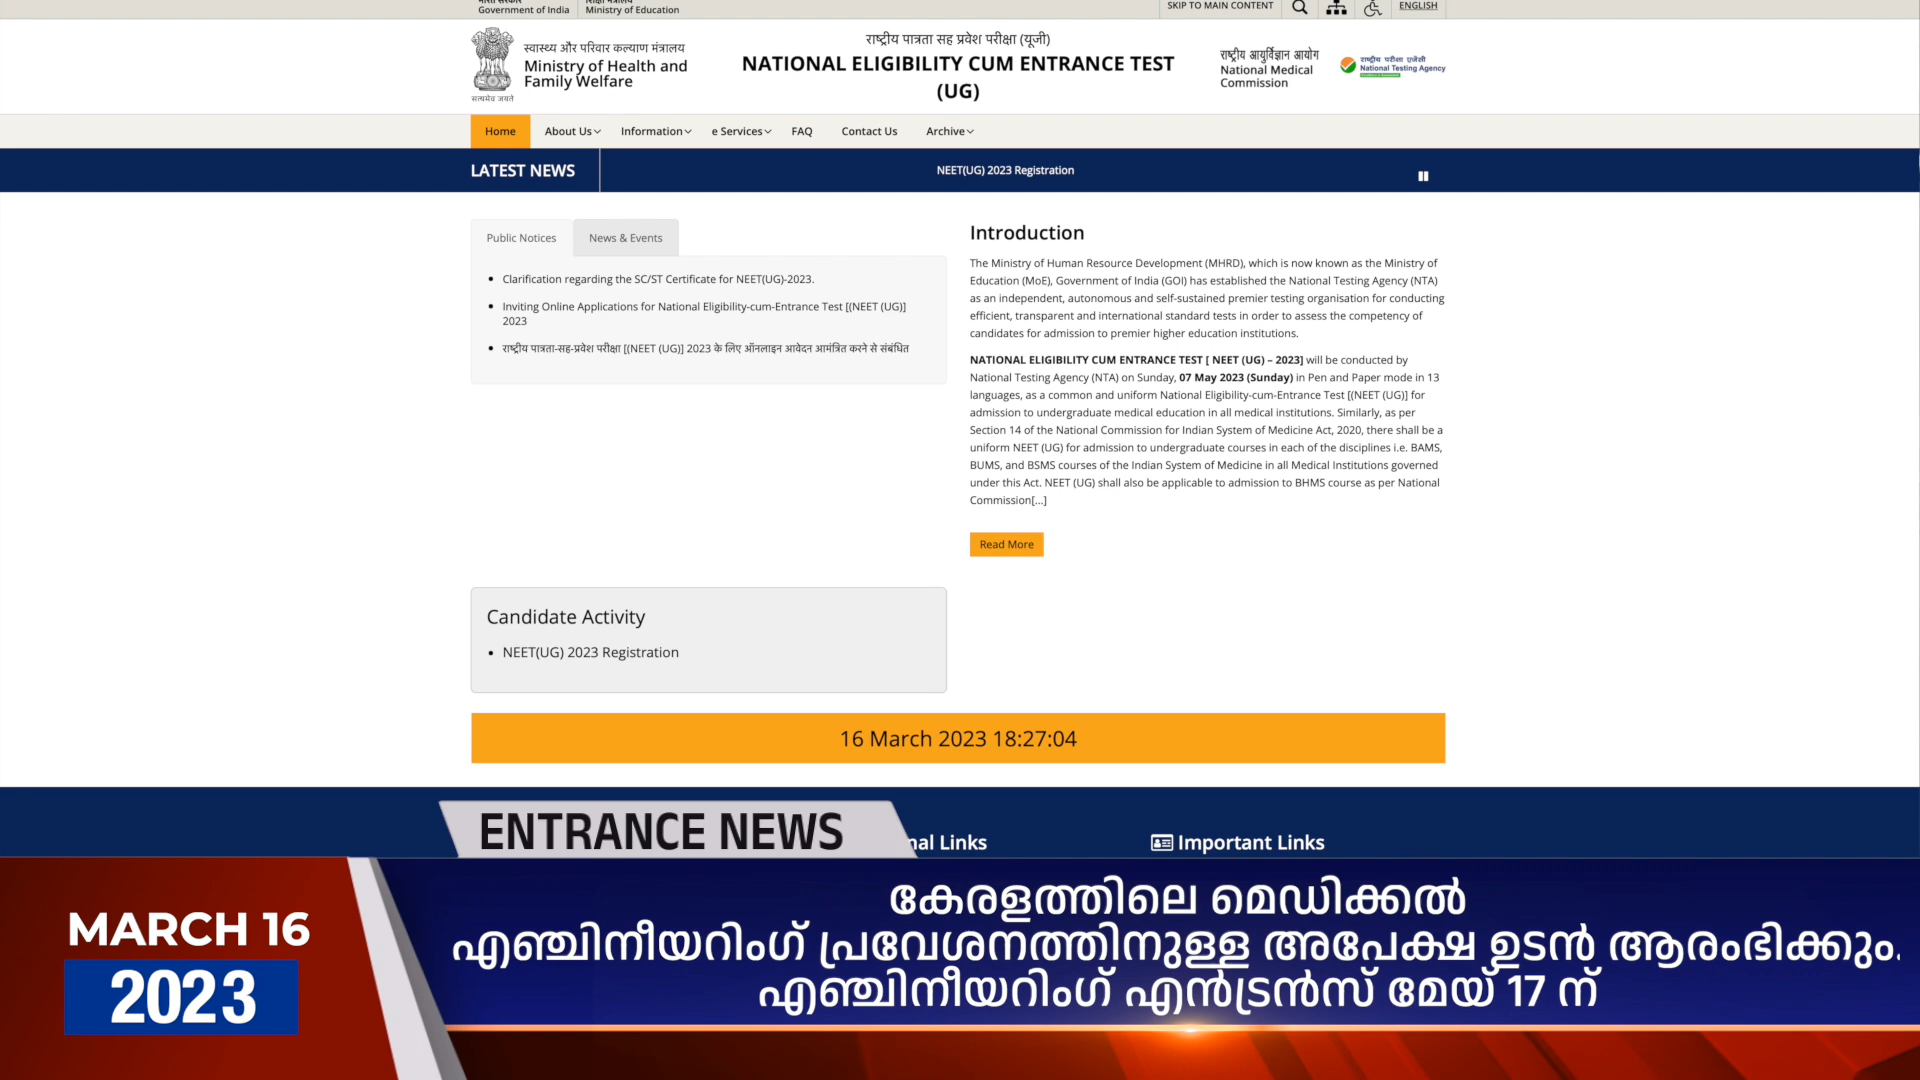 Government of India
Ministry of Education
SKIP TO MAIN CONTENT
ENGLISH
स्वास्थ्य और परिवार कल्याण मंत्रालय
Ministry of Health and
Family Welfare
सत्यमेव जयते
राष्ट्रीय पात्रता सह प्रवेश परीक्षा (यूजी)
NATIONAL ELIGIBILITY CUM ENTRANCE TEST
(UG)
राष्ट्रीय आयुर्विज्ञान आयोग
National Medical
Commission
राष्ट्रीय परीक्षा एजेंसी
National Testing Agency
Home
About Us
Information
e Services
FAQ
Contact Us
Archive
LATEST NEWS
NEET(UG) 2023 Registration
Public Notices
News & Events
Clarification regarding the SC/ST Certificate for NEET(UG)-2023.
Inviting Online Applications for National Eligibility-cum-Entrance Test [(NEET (UG)]
2023
राष्ट्रीय पात्रता-सह-प्रवेश परीक्षा [(NEET (UG)] 2023 के लिए ऑनलाइन आवेदन आमंत्रित करने से संबंधित
Introduction
The Ministry of Human Resource Development (MHRD), which is now known as the Ministry of
Education (MoE), Government of India (GOI) has established the National Testing Agency (NTA)
as an independent, autonomous and self-sustained premier testing organisation for conducting
efficient, transparent and international standard tests in order to assess the competency of
candidates for admission to premier higher education institutions.
NATIONAL ELIGIBILITY CUM ENTRANCE TEST [ NEET (UG) – 2023] will be conducted by
National Testing Agency (NTA) on Sunday, 07 May 2023 (Sunday) in Pen and Paper mode in 13
languages, as a common and uniform National Eligibility-cum-Entrance Test [(NEET (UG)] for
admission to undergraduate medical education in all medical institutions. Similarly, as per
Section 14 of the National Commission for Indian System of Medicine Act, 2020, there shall be a
uniform NEET (UG) for admission to undergraduate courses in each of the disciplines i.e. BAMS,
BUMS, and BSMS courses of the Indian System of Medicine in all Medical Institutions governed
under this Act. NEET (UG) shall also be applicable to admission to BHMS course as per National
Commission[...]
Read More
Candidate Activity
NEET(UG) 2023 Registration
16 March 2023 18:27:04
ENTRANCE NEWS
nal Links
Important Links
MARCH 16
2023
കേരളത്തിലെ മെഡിക്കൽ
എഞ്ചിനീയറിംഗ് പ്രവേശനത്തിനുള്ള അപേക്ഷ ഉടൻ ആരംഭിക്കും.
എഞ്ചിനീയറിംഗ് എൻട്രൻസ് മേയ് 17 ന്